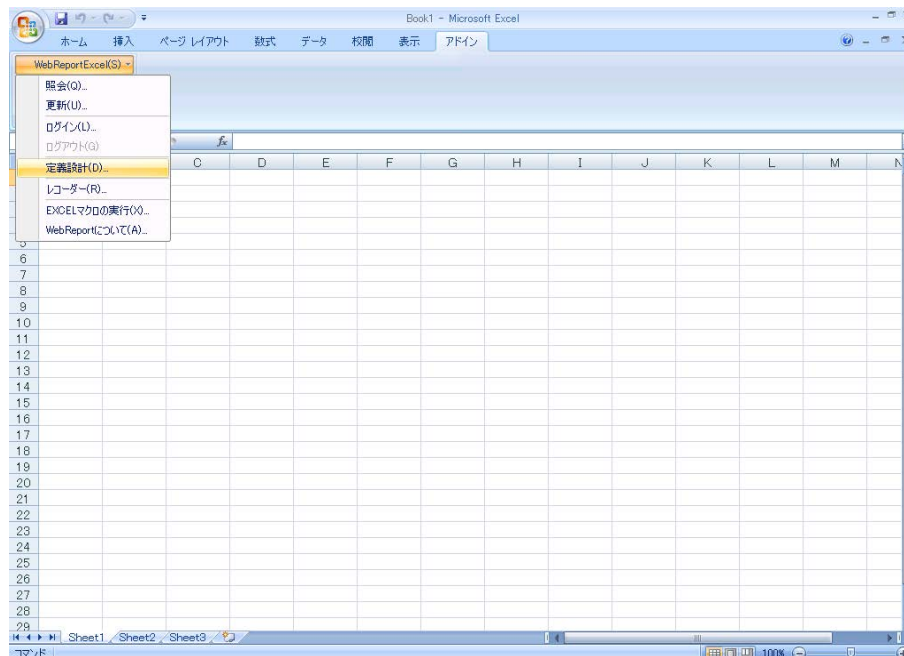 Book1 - Microsoft Excel
ホーム 挿入 ページ レイアウト 数式 データ 校閲 表示 アドイン
WebReportExcel(S)
照会(Q)...
更新(U)...
ログイン(L)...
ログアウト(G)
定義設計(D)...
レコーダー(R)...
EXCELマクロの実行(X)...
WebReportについて(A)...
fx
C D E F G H I J K L M N
5
6
7
8
9
10
11
12
13
14
15
16
17
18
19
20
21
22
23
24
25
26
27
28
29
Sheet1 Sheet2 Sheet3
コマンド 100%